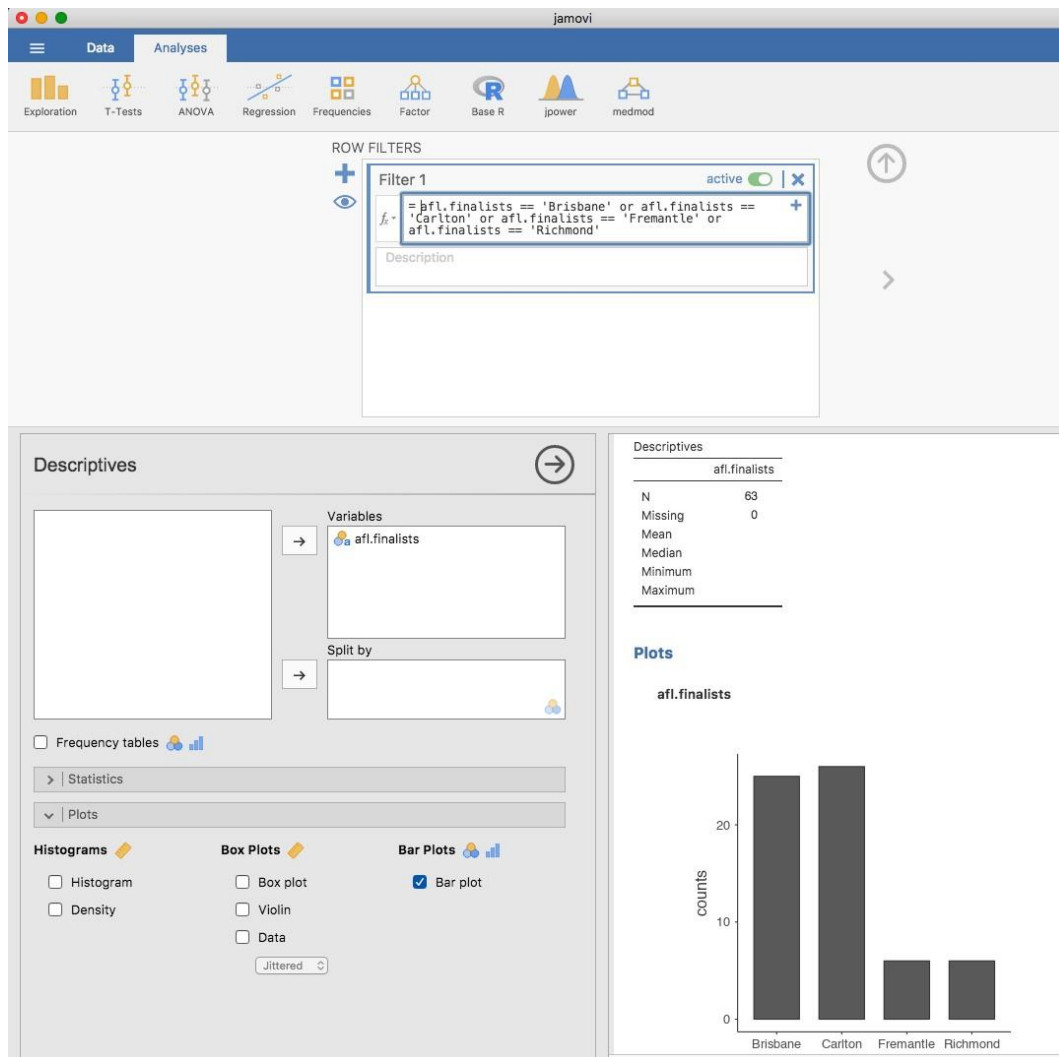 jamovi
Data Analyses
Exploration T-Tests ANOVA Regression Frequencies Factor Base R jpower medmod
ROW FILTERS
Filter 1 active
= afl.finalists == 'Brisbane' or afl.finalists ==
'Carlton' or afl.finalists == 'Fremantle' or
afl.finalists == 'Richmond'
fx
Description
Descriptives
Variables
afl.finalists
Split by
Frequency tables
Statistics
Plots
Histograms Box Plots Bar Plots
Histogram Box plot Bar plot
Density Violin
Data
Jittered
Descriptives
afl.finalists
N 63
Missing 0
Mean
Median
Minimum
Maximum
Plots
afl.finalists
20
counts
10
0
Brisbane Carlton Fremantle Richmond